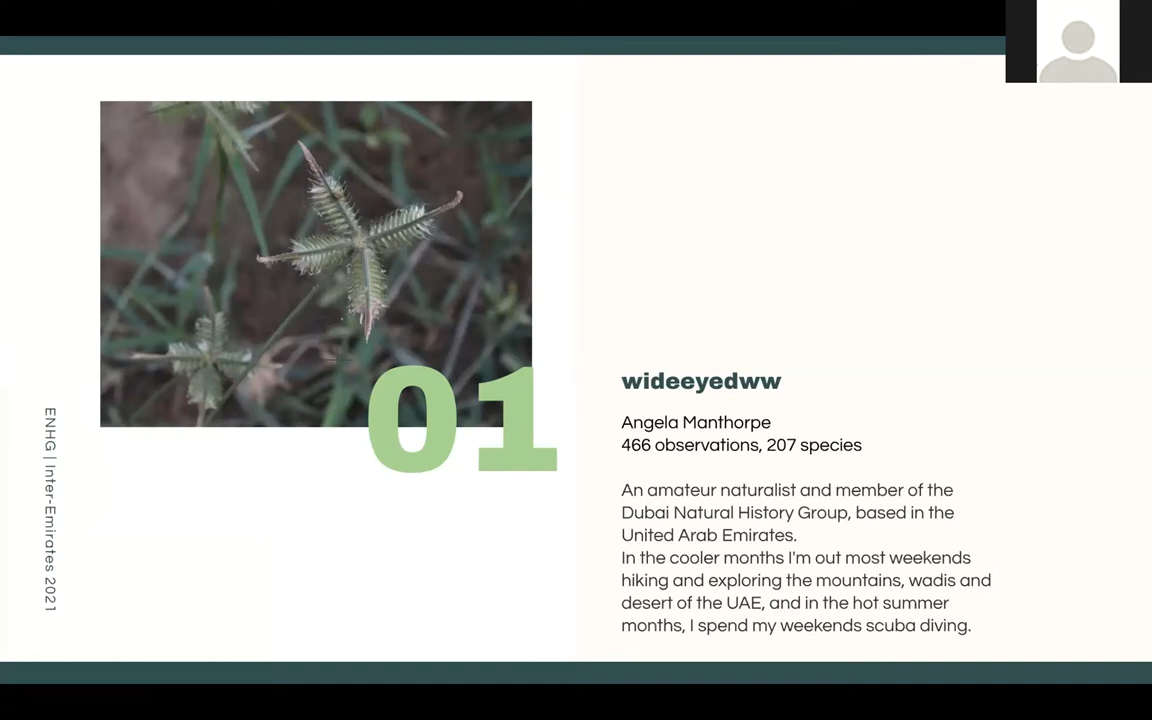 ENHG | Inter-Emirates 2021
01
wideeyedww
Angela Manthorpe
466 observations, 207 species
An amateur naturalist and member of the
Dubai Natural History Group, based in the
United Arab Emirates.
In the cooler months I'm out most weekends
hiking and exploring the mountains, wadis and
desert of the UAE, and in the hot summer
months, I spend my weekends scuba diving.